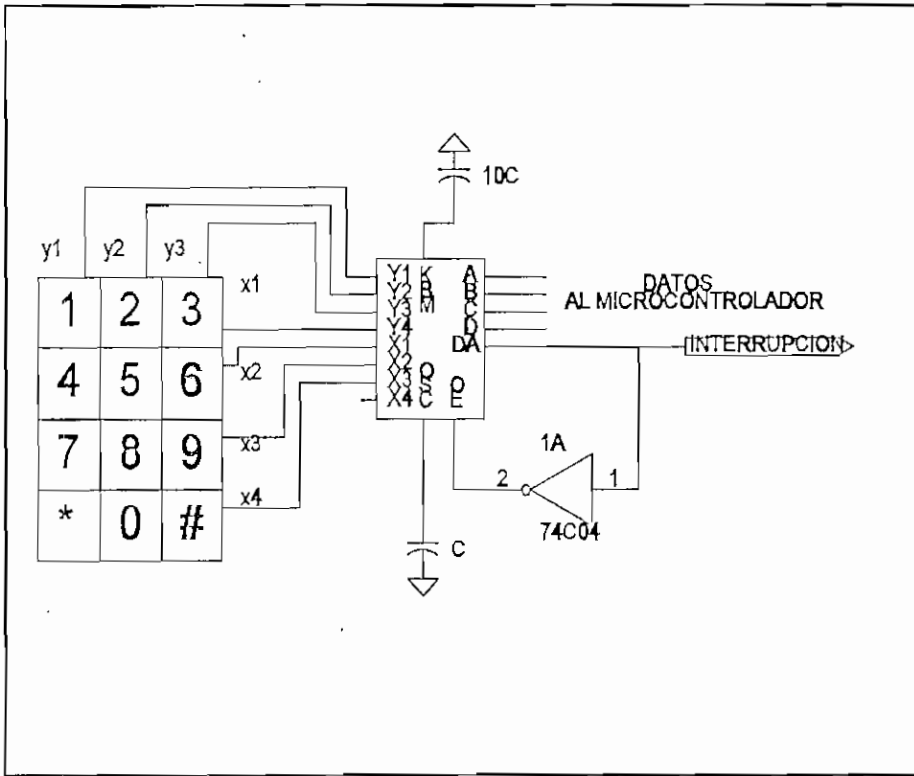 10C
y1 y2 y3
x1
1 2 3
x2
4 5 6
x3
7 8 9
x4
* 0 #
Y1 K A
Y2 B B
Y3 M C
Y4 D
X1 DA
X2 O
X3 S O
X4 C E
DATOS
AL MICROCONTROLADOR
INTERRUPCION
1A
2 1
74C04
C